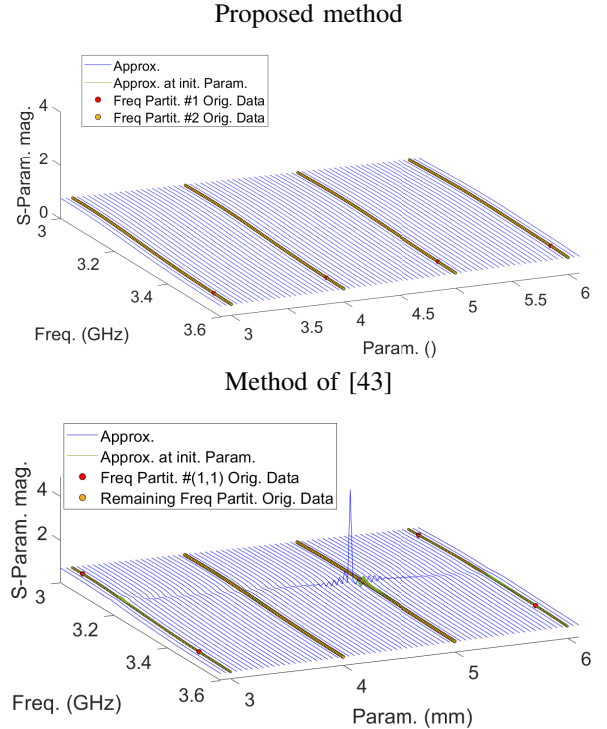 Proposed method
Approx.
Approx. at init. Param.
Freq Partit. #1 Orig. Data
Freq Partit. #2 Orig. Data
S-Param. mag.
4
2
0
3
3.2
3.4
3.6
Freq. (GHz)
3
3.5
4
4.5
5
5.5
6
Param. ()
Method of [43]
Approx.
Approx. at init. Param.
Freq Partit. #(1,1) Orig. Data
Remaining Freq Partit. Orig. Data
S-Param. mag.
4
2
3
3.2
3.4
3.6
Freq. (GHz)
3
4
5
6
Param. (mm)